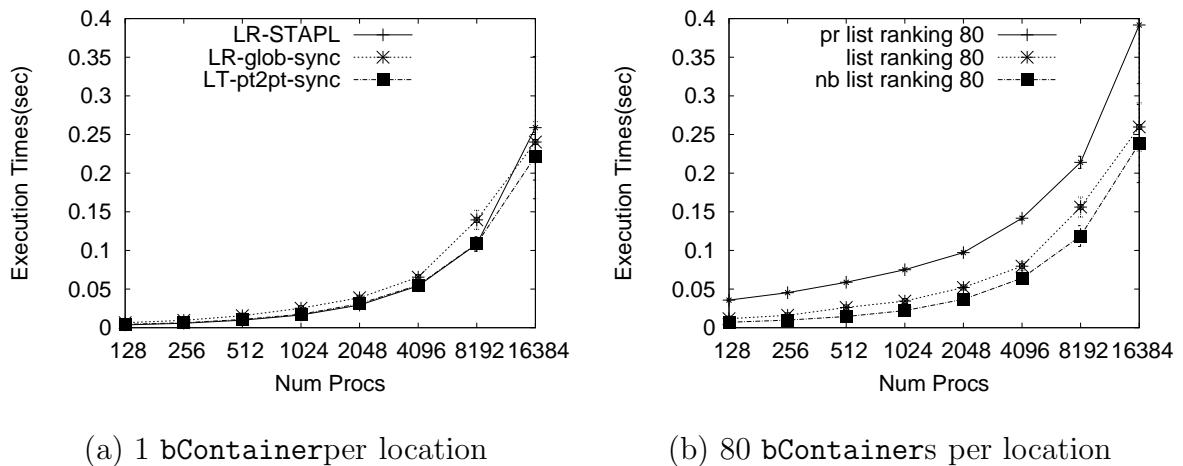 0.4
0.35
0.3
0.25
0.2
0.15
0.1
0.05
0
Execution Times(sec)
LR-STAPL
LR-glob-sync
LT-pt2pt-sync
128 256 512 1024 2048 4096 8192 16384
Num Procs
(a) 1 bContainerper location
0.4
0.35
0.3
0.25
0.2
0.15
0.1
0.05
0
Execution Times(sec)
pr list ranking 80
list ranking 80
nb list ranking 80
128 256 512 1024 2048 4096 8192 16384
Num Procs
(b) 80 bContainers per location